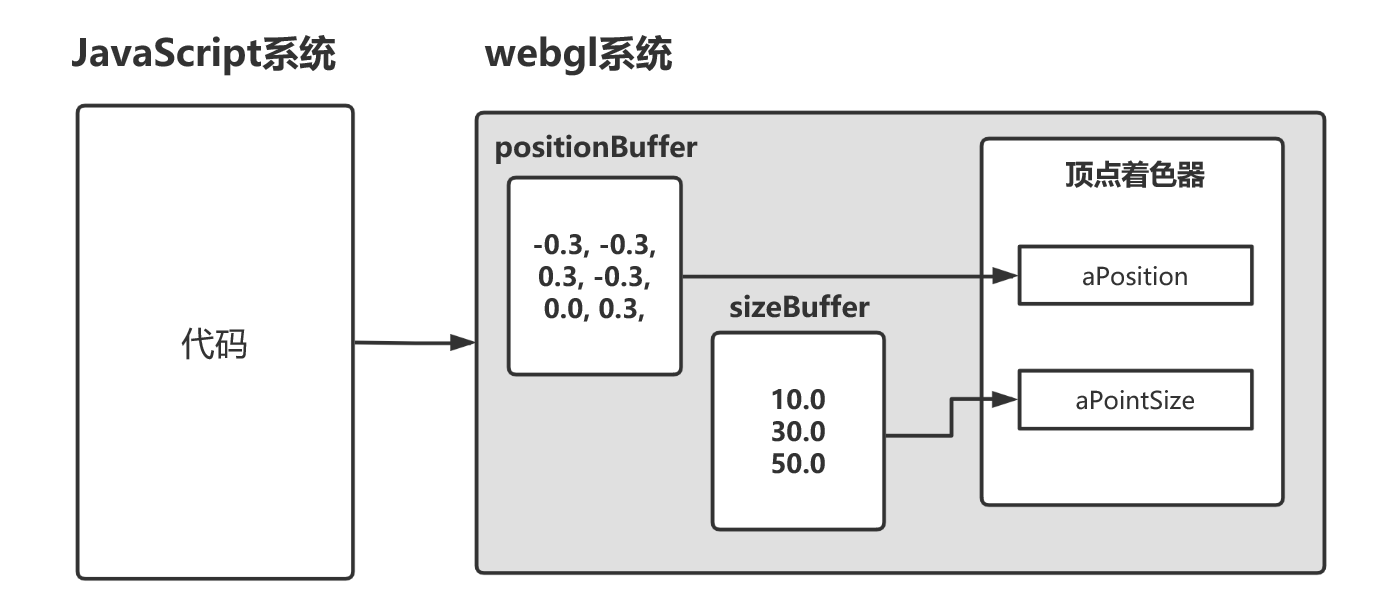 JavaScript系统
webgl系统
代码
positionBuffer
-0.3, -0.3,
0.3, -0.3,
0.0, 0.3,
sizeBuffer
10.0
30.0
50.0
顶点着色器
aPosition
aPointSize